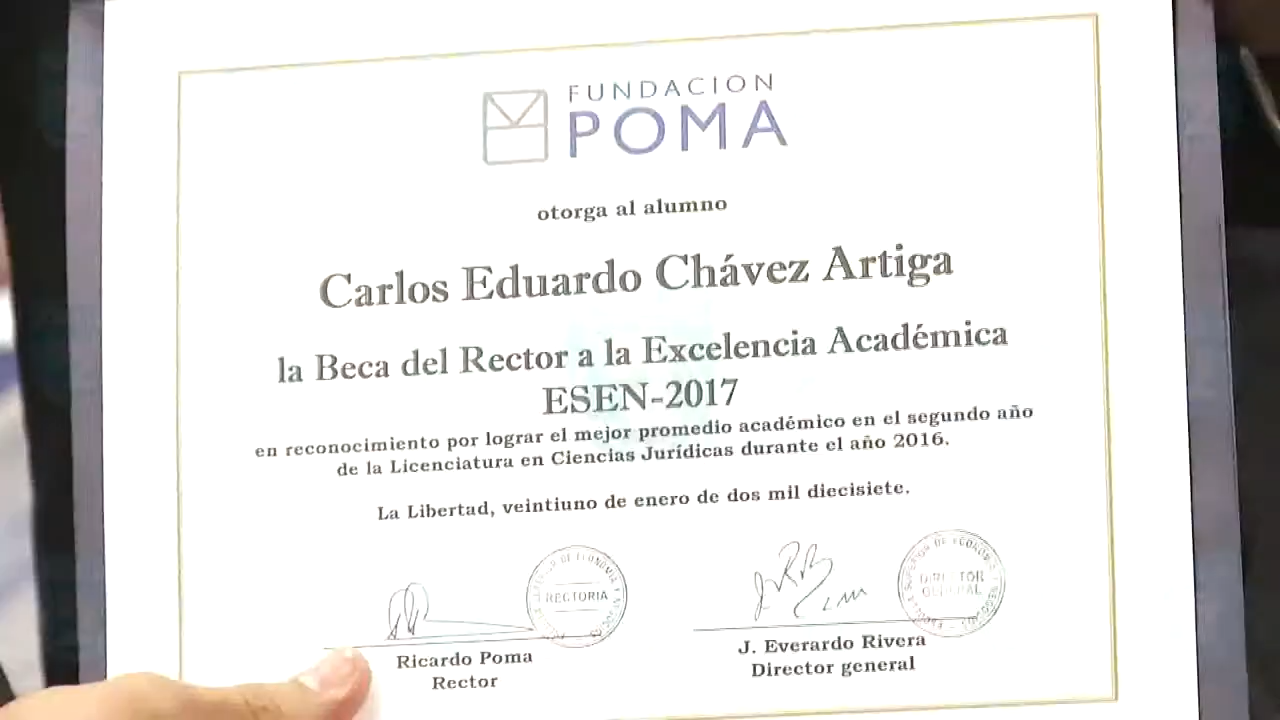 FUNDACION
POMA
otorga al alumno
Carlos Eduardo Chávez Artiga
la Beca del Rector a la Excelencia Académica
ESEN-2017
en reconocimiento por lograr el mejor promedio académico en el segundo año
de la Licenciatura en Ciencias Jurídicas durante el año 2016.
La Libertad, veintiuno de enero de dos mil diecisiete.
RECTORIA
DIRECTOR
GENERAL
Ricardo Poma
Rector
J. Everardo Rivera
Director general